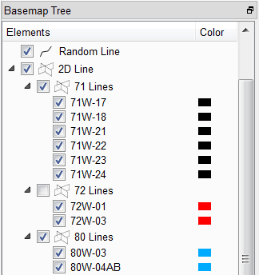 Basemap Tree
Elements Color
Random Line
2D Line
71 Lines
71W-17
71W-18
71W-21
71W-22
71W-23
71W-24
72 Lines
72W-01
72W-03
80 Lines
80W-03
80W-04AB